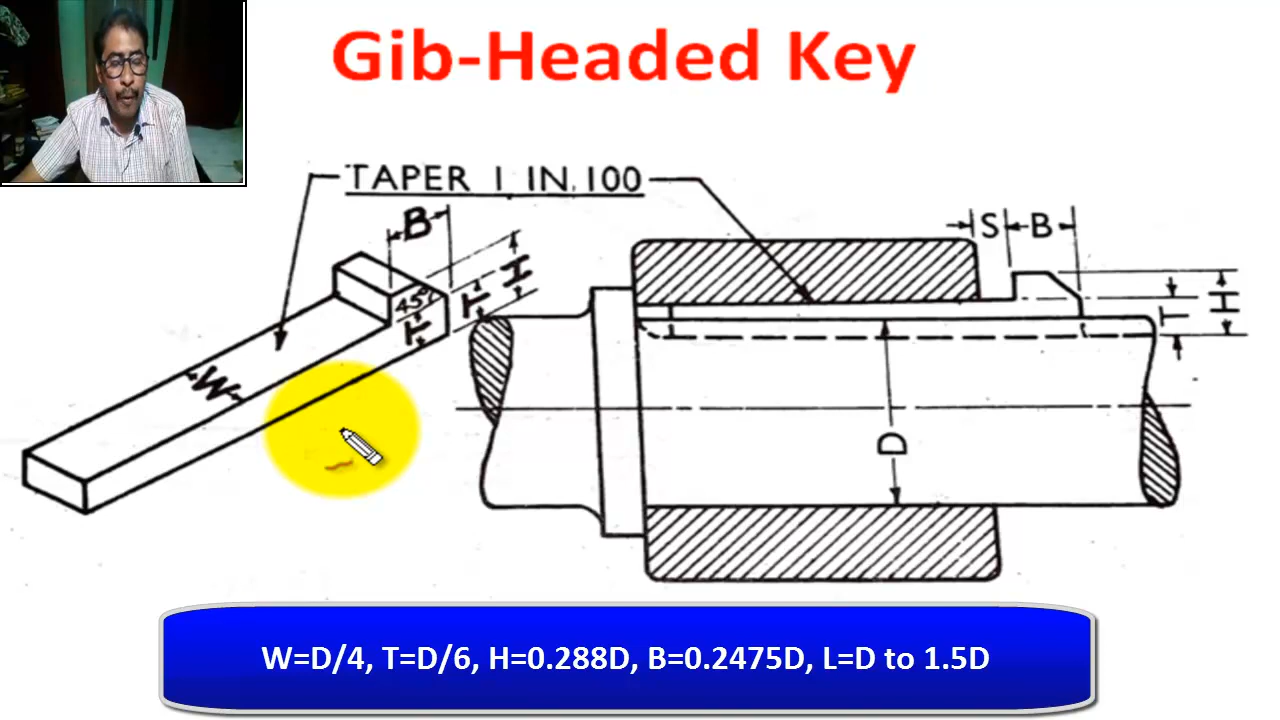 Gib-Headed Key
TAPER 1 IN 100
B
H
T
45°
T
W
S B
T
H
D
W=D/4, T=D/6, H=0.288D, B=0.2475D, L=D to 1.5D